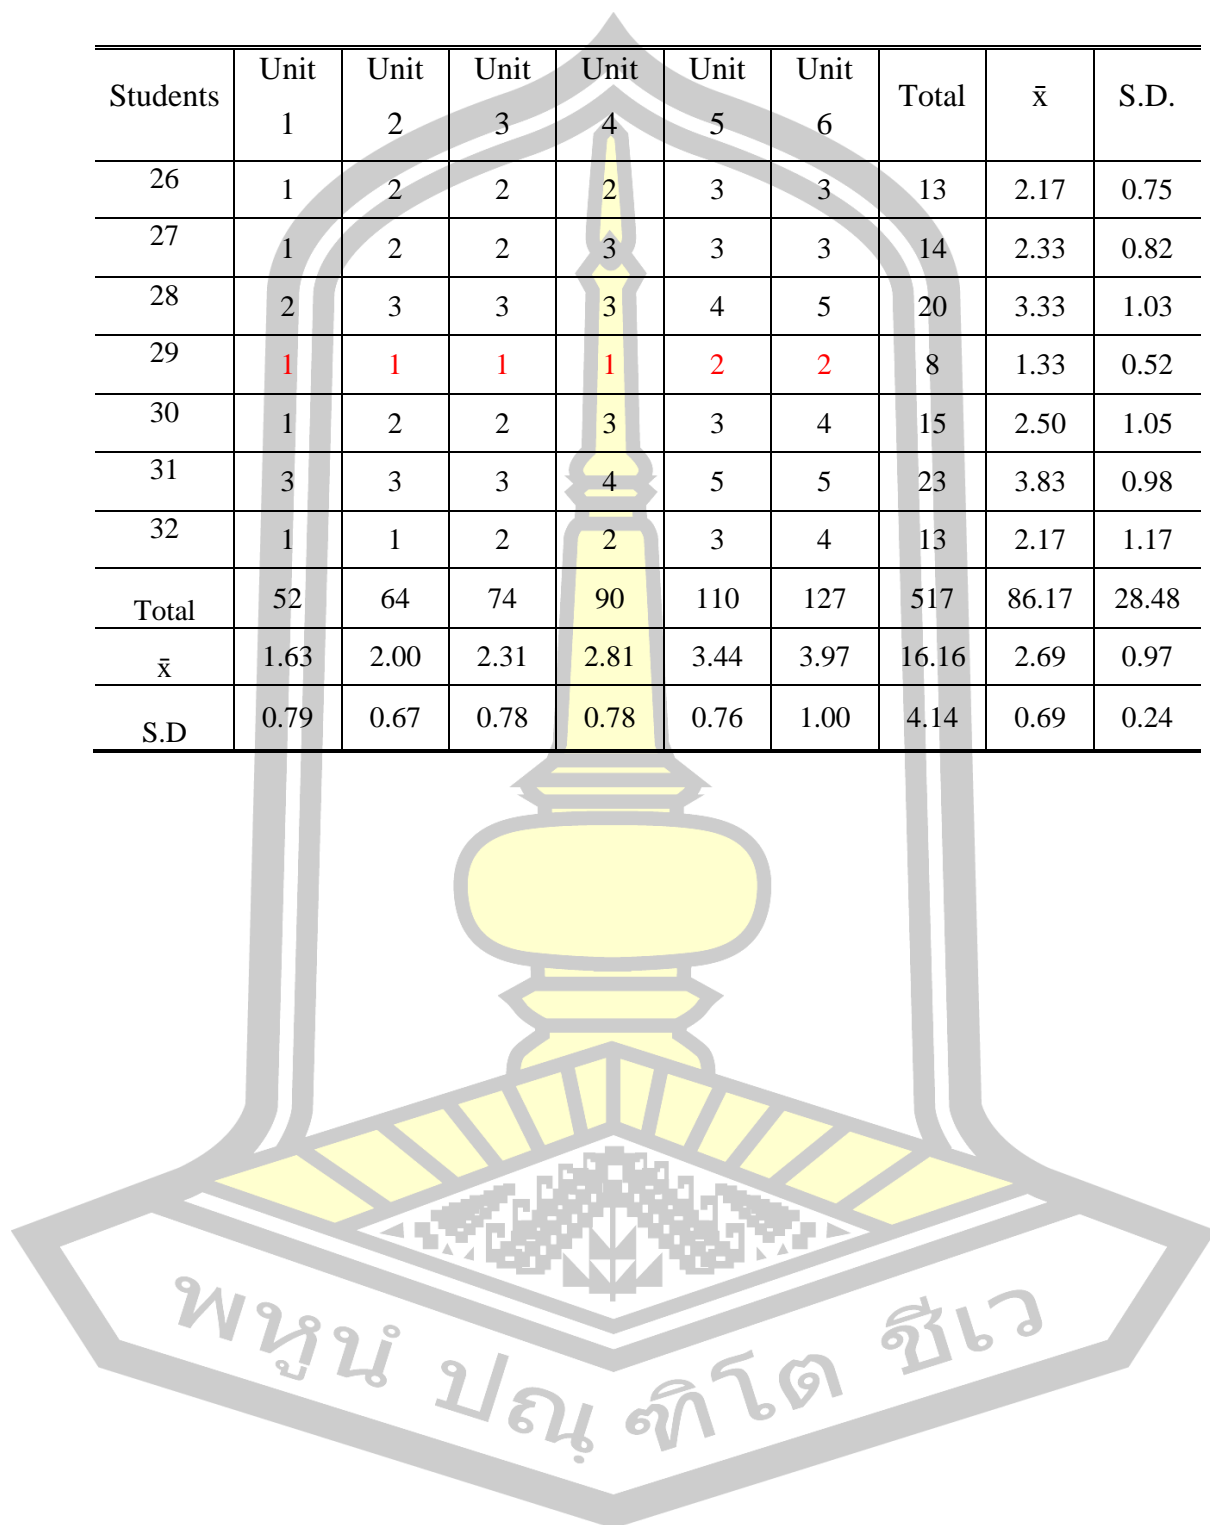 Students Unit 1 Unit 2 Unit 3 Unit 4 Unit 5 Unit 6 Total x̄ S.D.
26 1 2 2 2 3 3 13 2.17 0.75
27 1 2 2 3 3 3 14 2.33 0.82
28 2 3 3 3 4 5 20 3.33 1.03
29 1 1 1 1 2 2 8 1.33 0.52
30 1 2 2 3 3 4 15 2.50 1.05
31 3 3 3 4 5 5 23 3.83 0.98
32 1 1 2 2 3 4 13 2.17 1.17
Total 52 64 74 90 110 127 517 86.17 28.48
x̄ 1.63 2.00 2.31 2.81 3.44 3.97 16.16 2.69 0.97
S.D 0.79 0.67 0.78 0.78 0.76 1.00 4.14 0.69 0.24
พหูนํ ปณฺฑิโต ชีเว